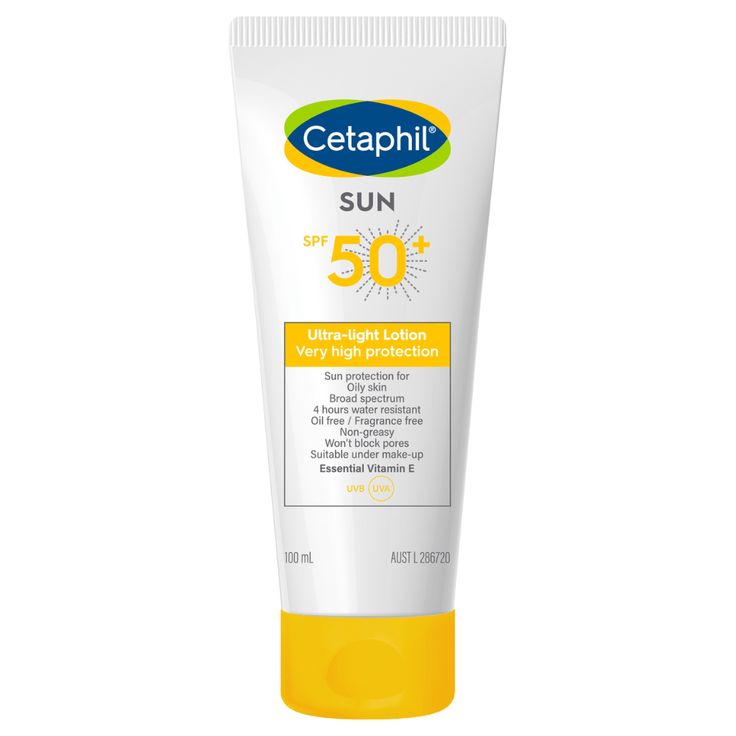 Cetaphil®
SUN
SPF 50+
Ultra-light Lotion
Very high protection
Sun protection for
Oily skin
Broad spectrum
4 hours water resistant
Oil free / Fragrance free
Non-greasy
Won't block pores
Suitable under make-up
Essential Vitamin E
UVB UVA
100 mL AUST L 286720